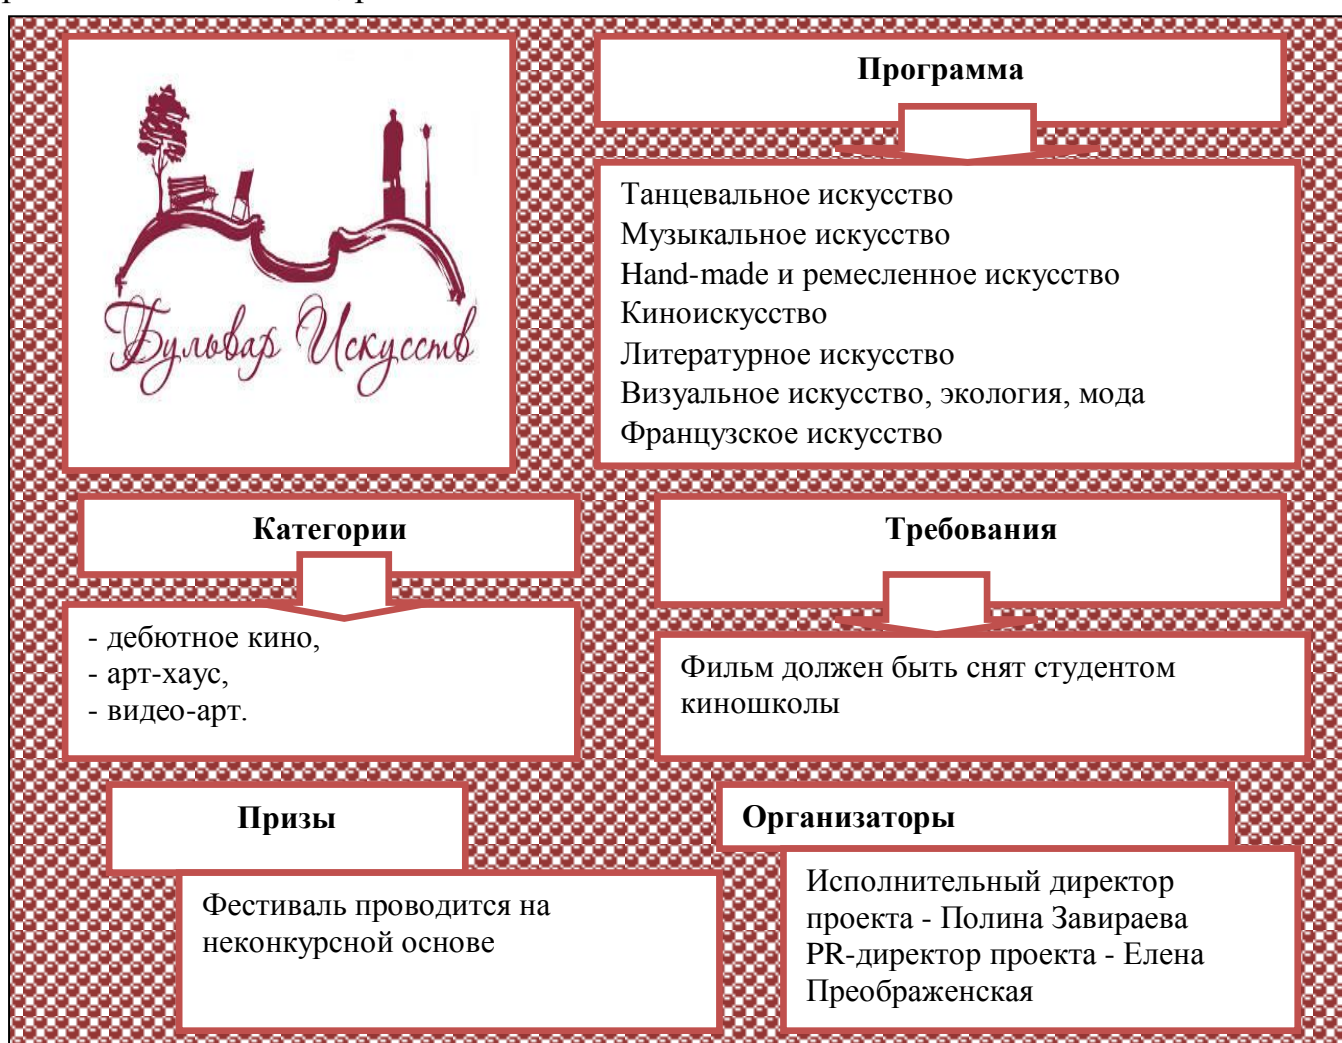 Бульвар Искусств
Программа
Танцевальное искусство
Музыкальное искусство
Hand-made и ремесленное искусство
Киноискусство
Литературное искусство
Визуальное искусство, экология, мода
Французское искусство
Категории
- дебютное кино,
- арт-хаус,
- видео-арт.
Требования
Фильм должен быть снят студентом
киношколы
Призы
Фестиваль проводится на
неконкурсной основе
Организаторы
Исполнительный директор
проекта - Полина Завираева
PR-директор проекта - Елена
Преображенская